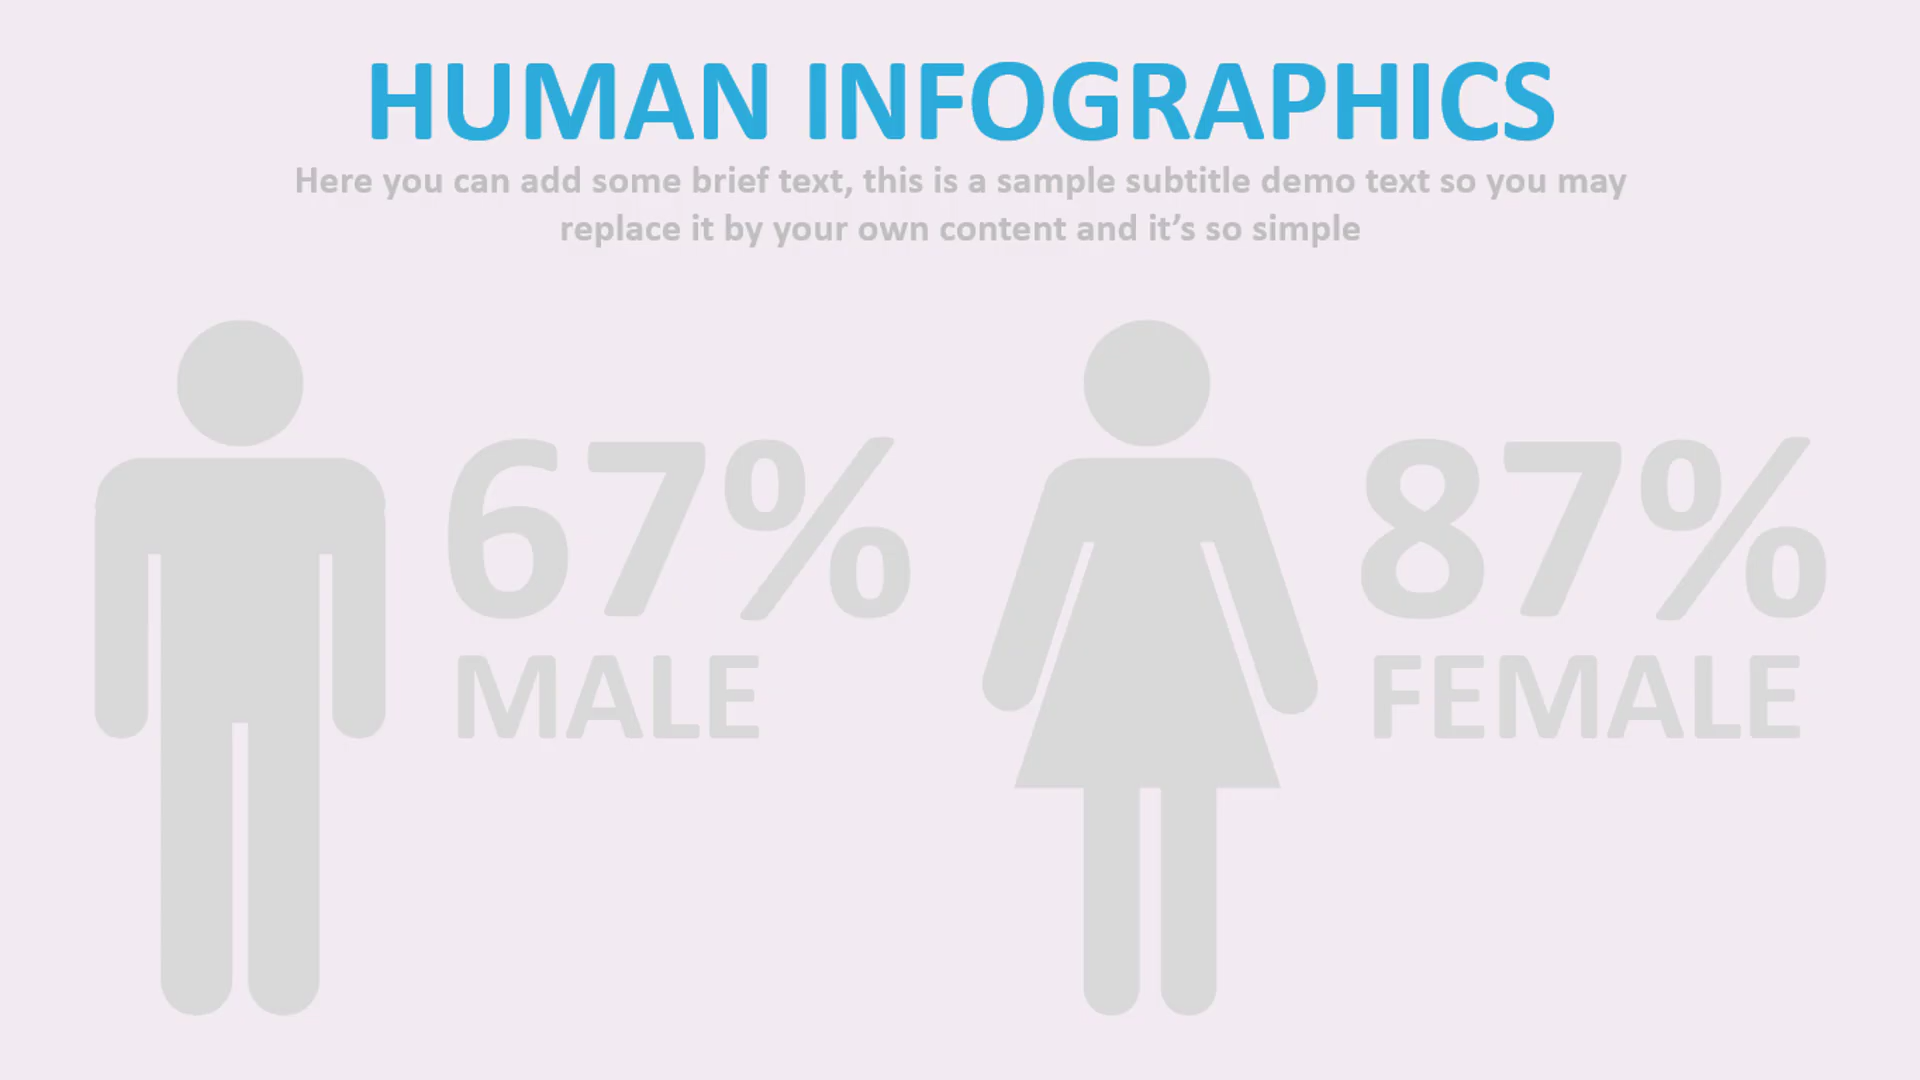 HUMAN INFOGRAPHICS
Here you can add some brief text, this is a sample subtitle demo text so you may
replace it by your own content and it’s so simple
67%
MALE
87%
FEMALE